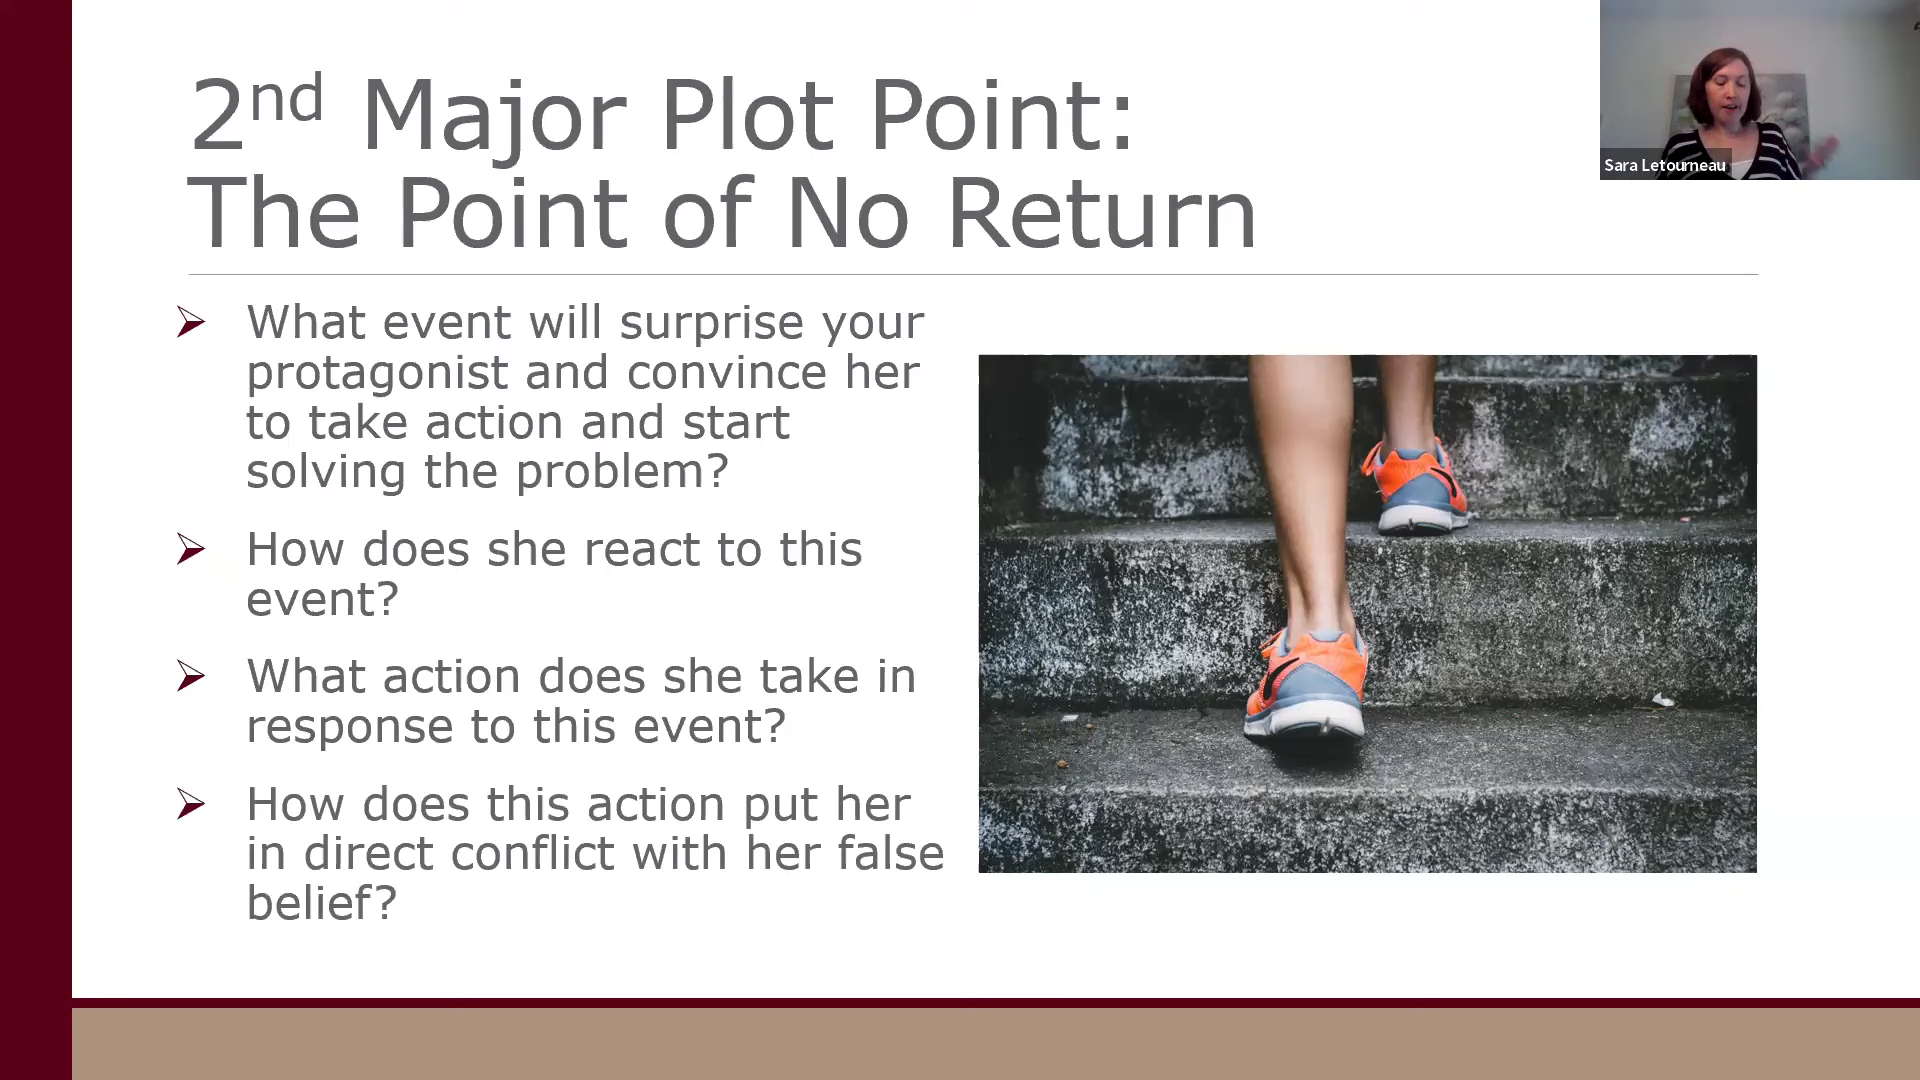 2nd Major Plot Point:
The Point of No Return
Sara Letourneau
What event will surprise your
protagonist and convince her
to take action and start
solving the problem?
How does she react to this
event?
What action does she take in
response to this event?
How does this action put her
in direct conflict with her false
belief?